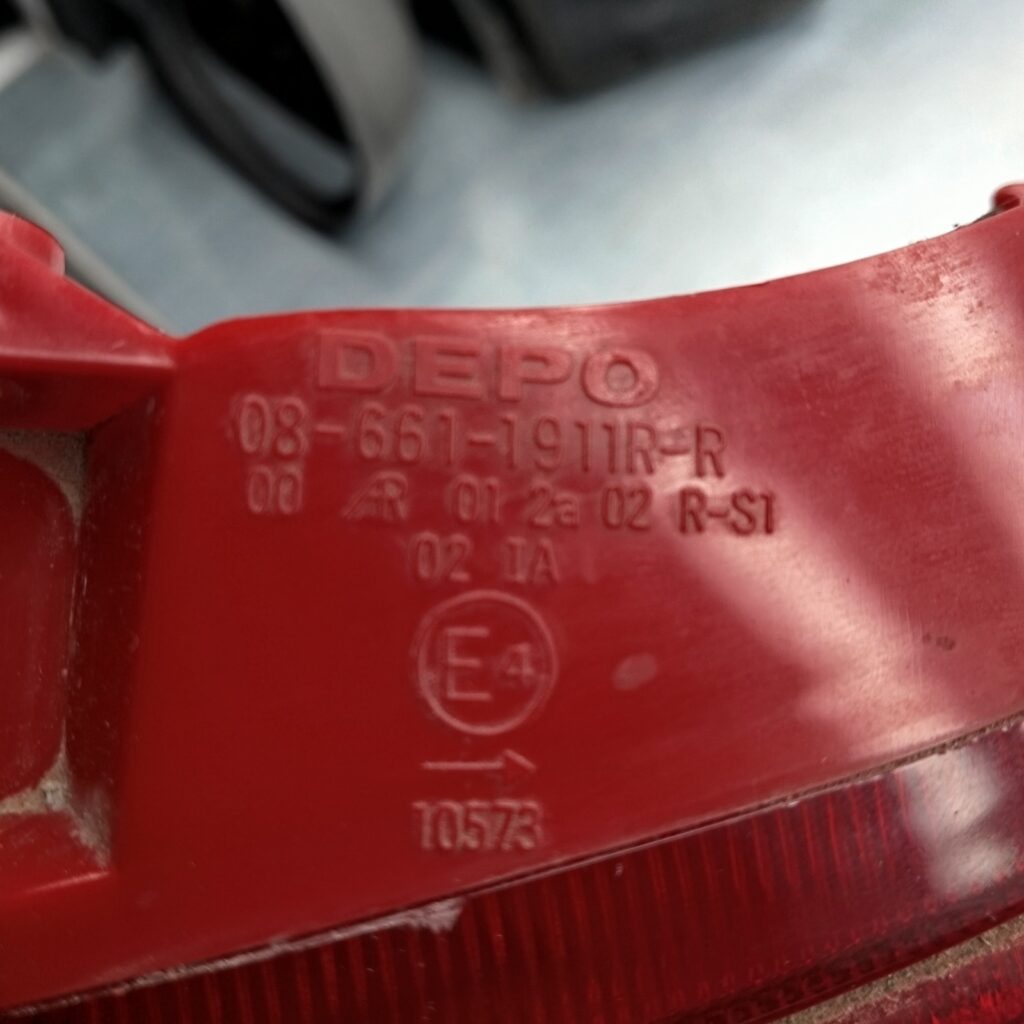 DEPO
08-661-1911R-R
00 AR 01 2a 02 R-S1
02 IA
E4
10573